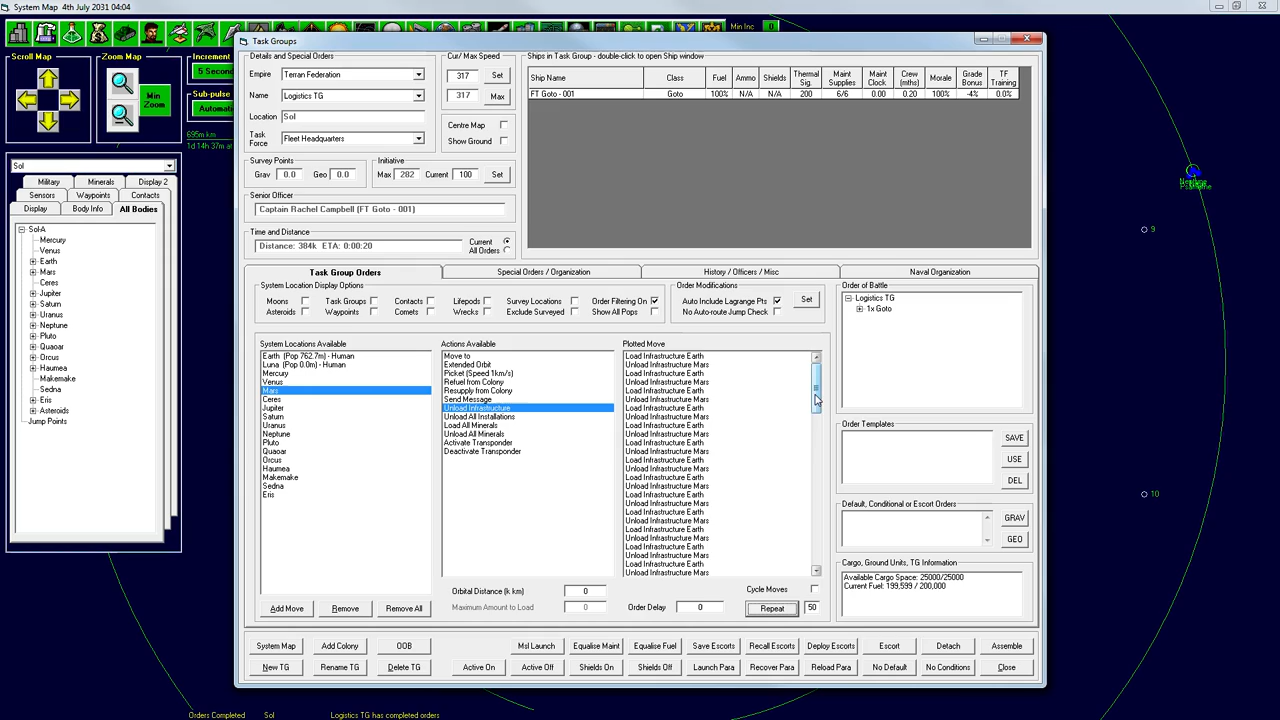 System Map   4th July 2031 04:04
Min Inc
Scroll Map
Zoom Map
Min
Zoom
Increment
5 Second
Sub-pulse
Automat
695m km
1d 14h 37m at
Sol
Military
Minerals
Display 2
Sensors
Waypoints
Contacts
Display
Body Info
All Bodies
Sol-A
Mercury
Venus
Earth
Mars
Ceres
Jupiter
Saturn
Uranus
Neptune
Pluto
Quaoar
Orcus
Haumea
Makemake
Sedna
Eris
Asteroids
Jump Points
9
10
Orders Completed
Sol
Logistics TG has completed orders
Task Groups
Details and Special Orders
Empire
Terran Federation
Name
Logistics TG
Location
Sol
Task
Force
Fleet Headquarters
Cur/ Max Speed
317
Set
317
Max
Centre Map
Show Ground
Survey Points
Grav
0.0
Geo
0.0
Initiative
Max
282
Current
100
Set
Senior Officer
Captain Rachel Campbell (FT Goto - 001)
Time and Distance
Distance: 384k  ETA: 0:00:20
Current
All Orders
Ships in Task Group - double-click to open Ship window
Ship Name
Class
Fuel
Ammo
Shields
Thermal
Sig.
Maint
Supplies
Maint
Clock
Crew
(mths)
Morale
Grade
Bonus
TF
Training
FT Goto - 001
Goto
100%
N/A
N/A
200
6/6
0.00
0.20
100%
-4%
0.0%
Task Group Orders
Special Orders / Organization
History / Officers / Misc
Naval Organization
System Location Display Options
Moons
Task Groups
Contacts
Lifepods
Survey Locations
Order Filtering On
Asteroids
Waypoints
Comets
Wrecks
Exclude Surveyed
Show All Pops
Order Modifications
Auto Include Lagrange Pts
No Auto-route Jump Check
Set
System Locations Available
Earth  (Pop 762.7m) - Human
Luna  (Pop 0.0m) - Human
Mercury
Venus
Mars
Ceres
Jupiter
Saturn
Uranus
Neptune
Pluto
Quaoar
Orcus
Haumea
Makemake
Sedna
Eris
Actions Available
Move to
Extended Orbit
Picket (Speed 1km/s)
Refuel from Colony
Resupply from Colony
Send Message
Unload Infrastructure
Unload All Installations
Load All Minerals
Unload All Minerals
Activate Transponder
Deactivate Transponder
Plotted Move
Load Infrastructure Earth
Unload Infrastructure Mars
Load Infrastructure Earth
Unload Infrastructure Mars
Load Infrastructure Earth
Unload Infrastructure Mars
Load Infrastructure Earth
Unload Infrastructure Mars
Load Infrastructure Earth
Unload Infrastructure Mars
Load Infrastructure Earth
Unload Infrastructure Mars
Load Infrastructure Earth
Unload Infrastructure Mars
Load Infrastructure Earth
Unload Infrastructure Mars
Load Infrastructure Earth
Unload Infrastructure Mars
Load Infrastructure Earth
Unload Infrastructure Mars
Load Infrastructure Earth
Unload Infrastructure Mars
Load Infrastructure Earth
Unload Infrastructure Mars
Load Infrastructure Earth
Unload Infrastructure Mars
Add Move
Remove
Remove All
Orbital Distance (k km)
0
Maximum Amount to Load
0
Order Delay
0
Cycle Moves
Repeat
50
Order of Battle
Logistics TG
1x Goto
Order Templates
SAVE
USE
DEL
Default, Conditional or Escort Orders
GRAV
GEO
Cargo, Ground Units, TG Information
Available Cargo Space: 25000/25000
Current Fuel: 199,599 / 200,000
System Map
Add Colony
OOB
Msl Launch
Equalise Maint
Equalise Fuel
Save Escorts
Recall Escorts
Deploy Escorts
Escort
Detach
Assemble
New TG
Rename TG
Delete TG
Active On
Active Off
Shields On
Shields Off
Launch Para
Recover Para
Reload Para
No Default
No Conditions
Close